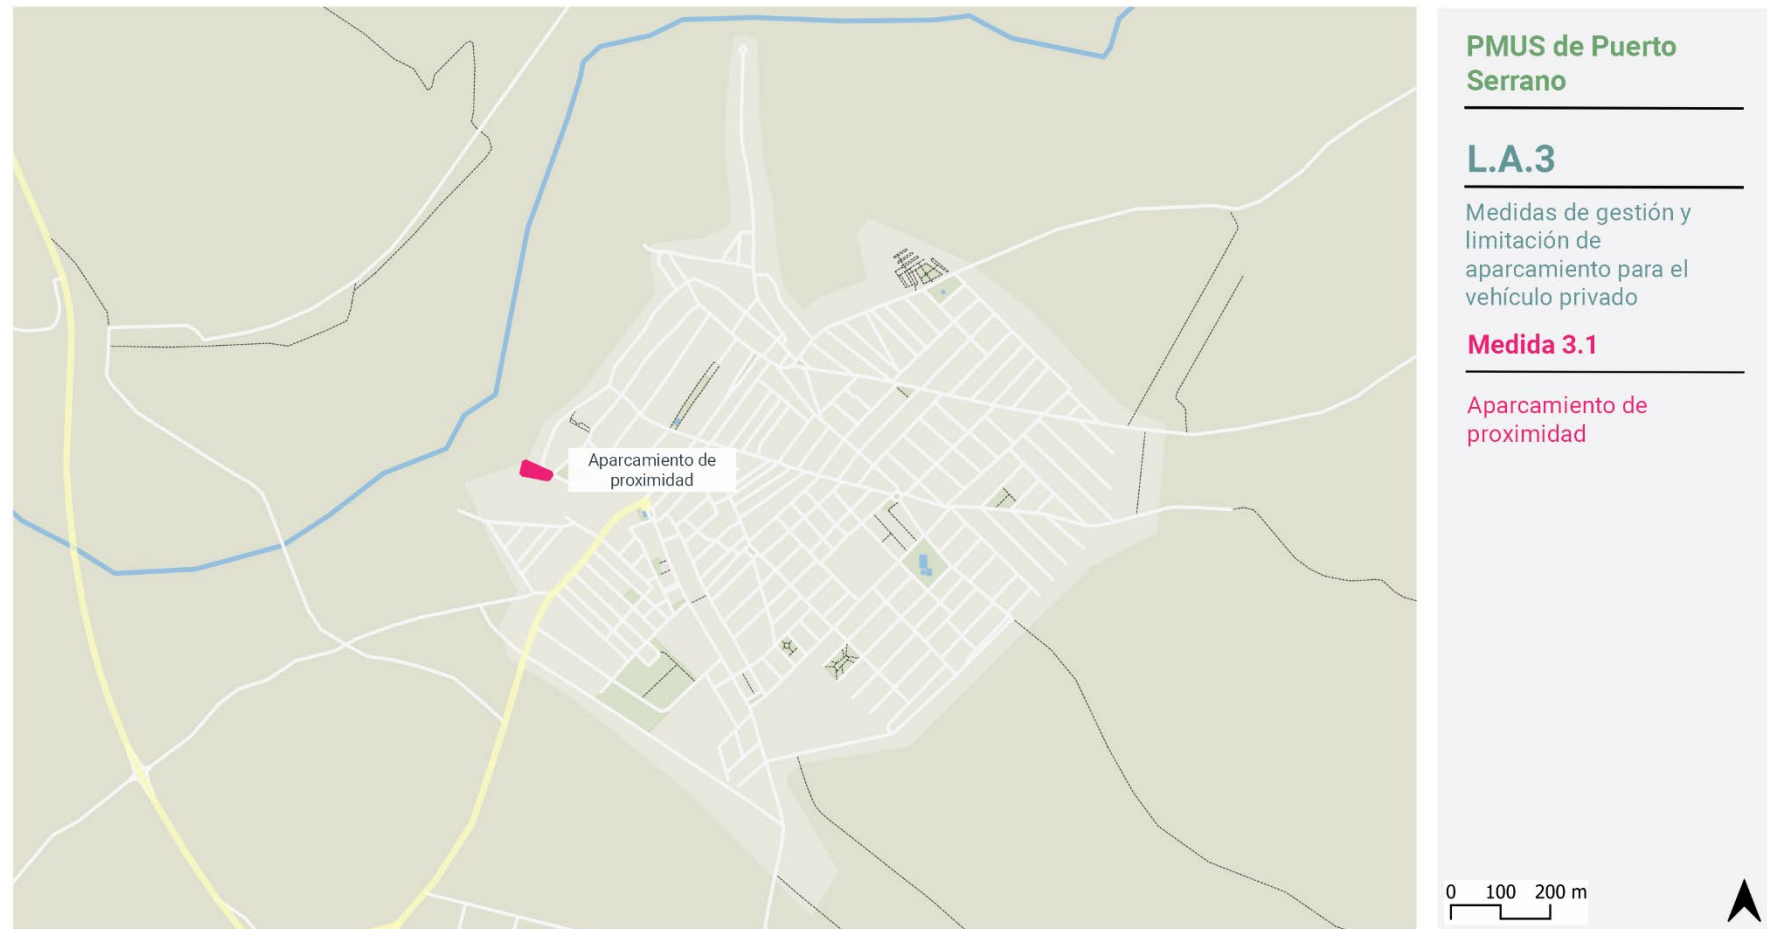 Aparcamiento de
proximidad
PMUS de Puerto
Serrano
L.A.3
Medidas de gestión y
limitación de
aparcamiento para el
vehículo privado
Medida 3.1
Aparcamiento de
proximidad
0 100 200 m